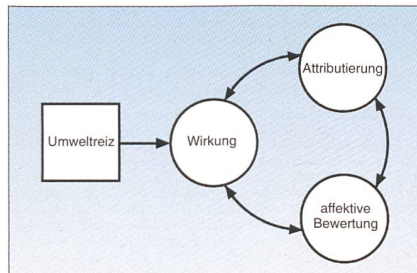 Umweltreiz
Wirkung
Attributierung
affektive
Bewertung